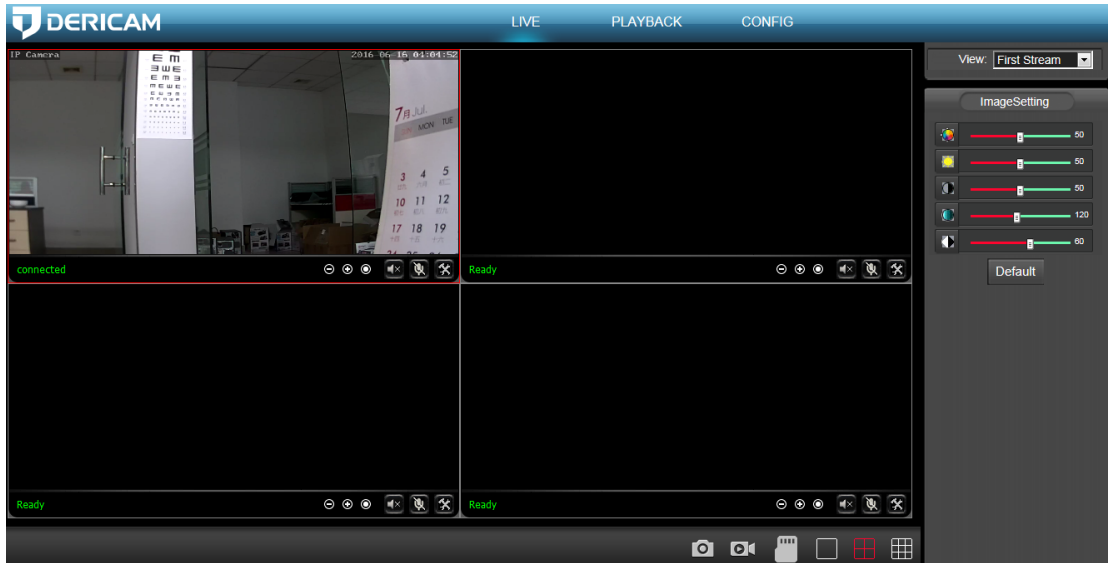 DERICAM
LIVE
PLAYBACK
CONFIG
IP Camera
2016-06-16 04:04:52
View: First Stream
ImageSetting
50
50
50
120
60
Default
E m
7月 Jul.
MON TUE
3 4 5
10 11 12
17 18 19
connected
Ready
Ready
Ready